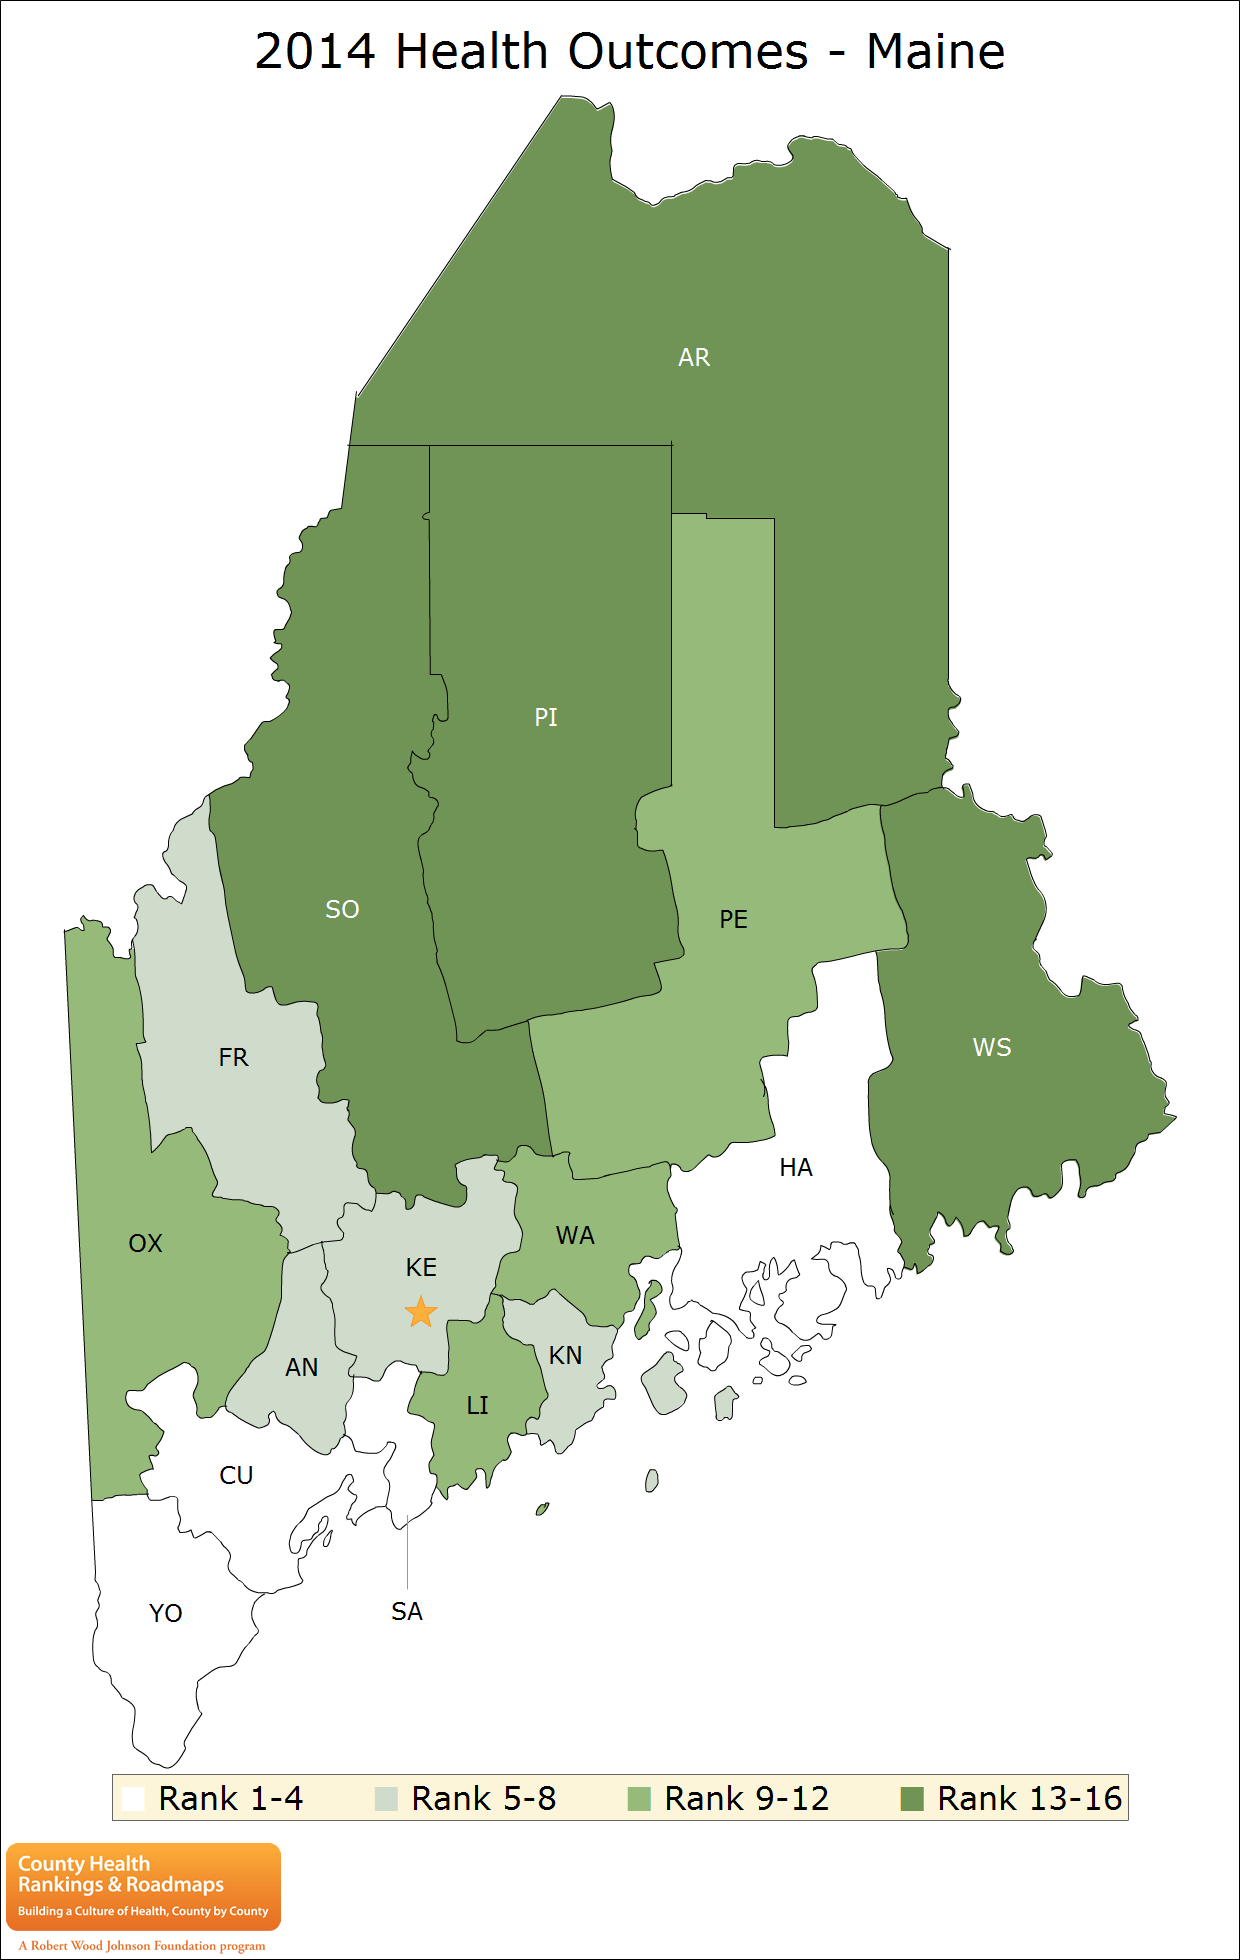 2014 Health Outcomes - Maine
AR
PI
SO
PE
WS
FR
HA
OX
WA
KE
KN
AN
LI
CU
YO
SA
Rank 1-4
Rank 5-8
Rank 9-12
Rank 13-16
County Health
Rankings & Roadmaps
Building a Culture of Health, County by County
A Robert Wood Johnson Foundation program